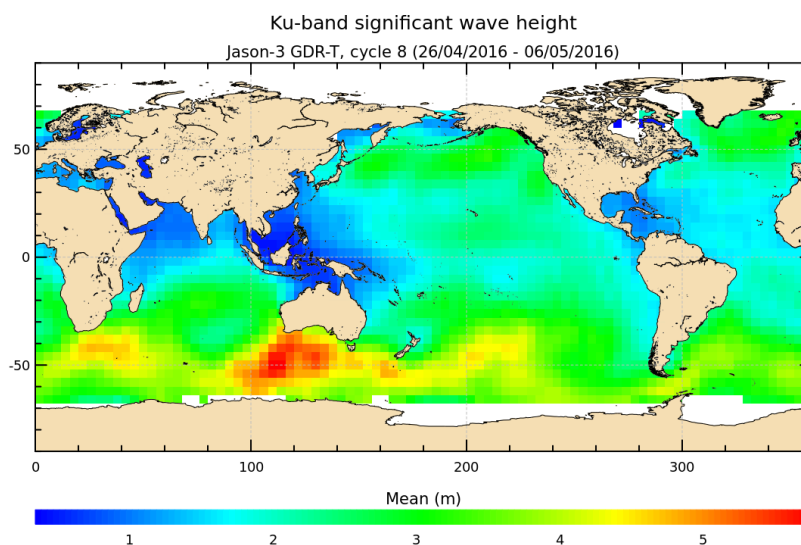 Ku-band significant wave height
Jason-3 GDR-T, cycle 8 (26/04/2016 - 06/05/2016)
50
0
-50
0 100 200 300
Mean (m)
1 2 3 4 5